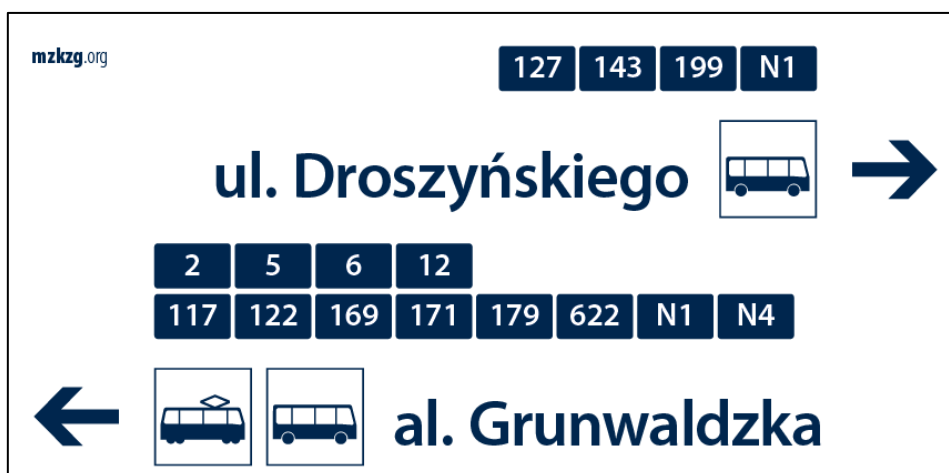 mzkzg.org
127 143 199 N1
ul. Droszyńskiego
2 5 6 12
117 122 169 171 179 622 N1 N4
al. Grunwaldzka